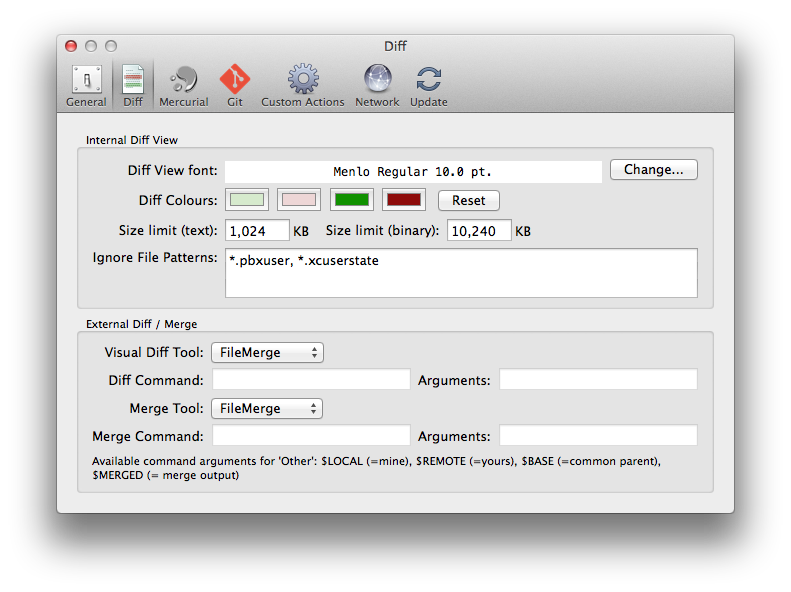 Diff
General Diff Mercurial Git Custom Actions Network Update
Internal Diff View
Diff View font: Menlo Regular 10.0 pt. Change...
Diff Colours: Reset
Size limit (text): 1,024 KB Size limit (binary): 10,240 KB
Ignore File Patterns: *.pbxuser, *.xcuserstate
External Diff / Merge
Visual Diff Tool: FileMerge
Diff Command: Arguments:
Merge Tool: FileMerge
Merge Command: Arguments:
Available command arguments for 'Other': $LOCAL (=mine), $REMOTE (=yours), $BASE (=common parent),
$MERGED (= merge output)